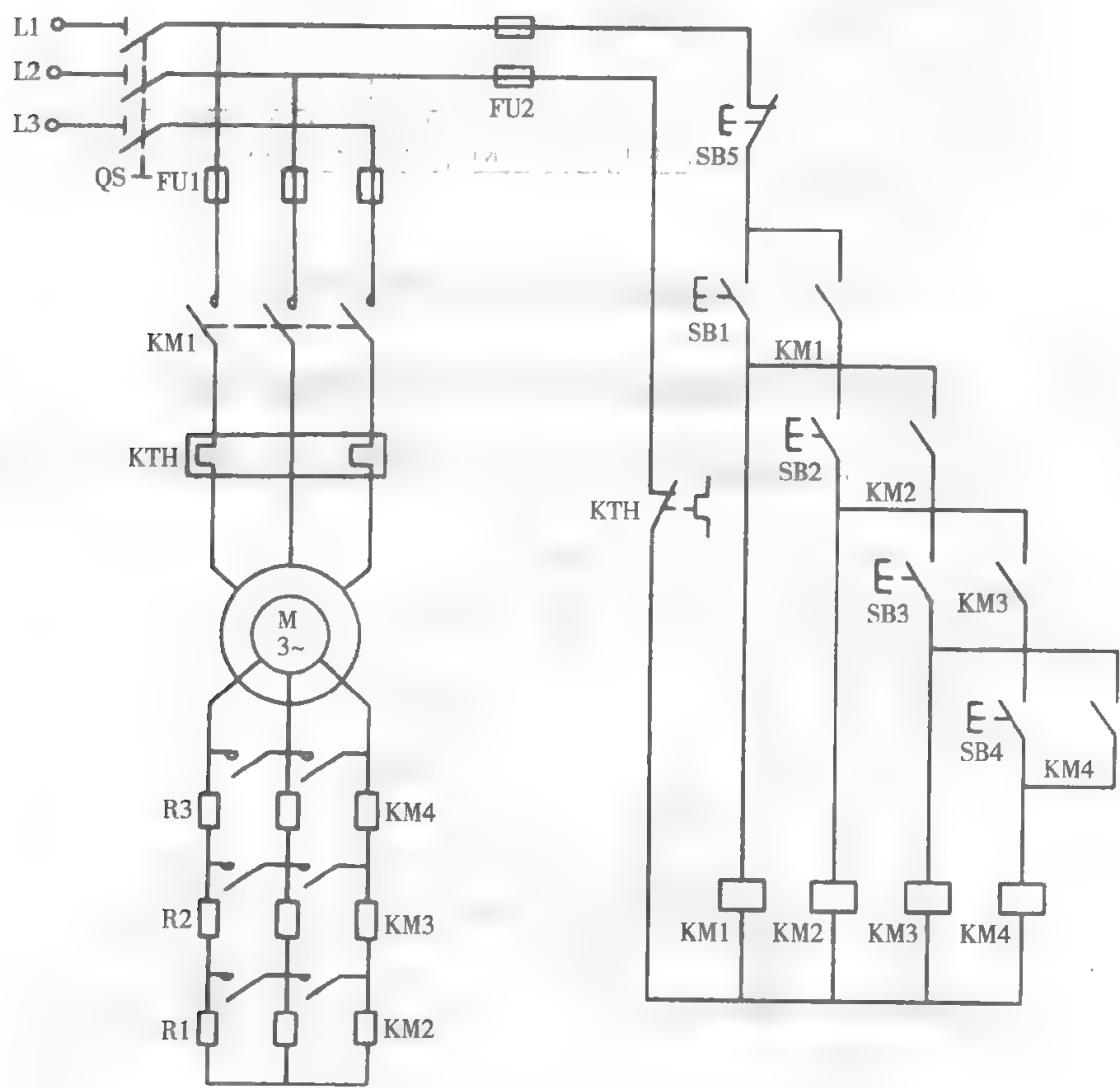 L1
L2
FU2
L3
SB5
QS FU1
SB1
KM1 KM1
KTH SB2
KTH KM2
M
3~
SB3 KM3
SB4
KM4
R3 KM4
R2 KM3
KM1 KM2 KM3 KM4
R1 KM2